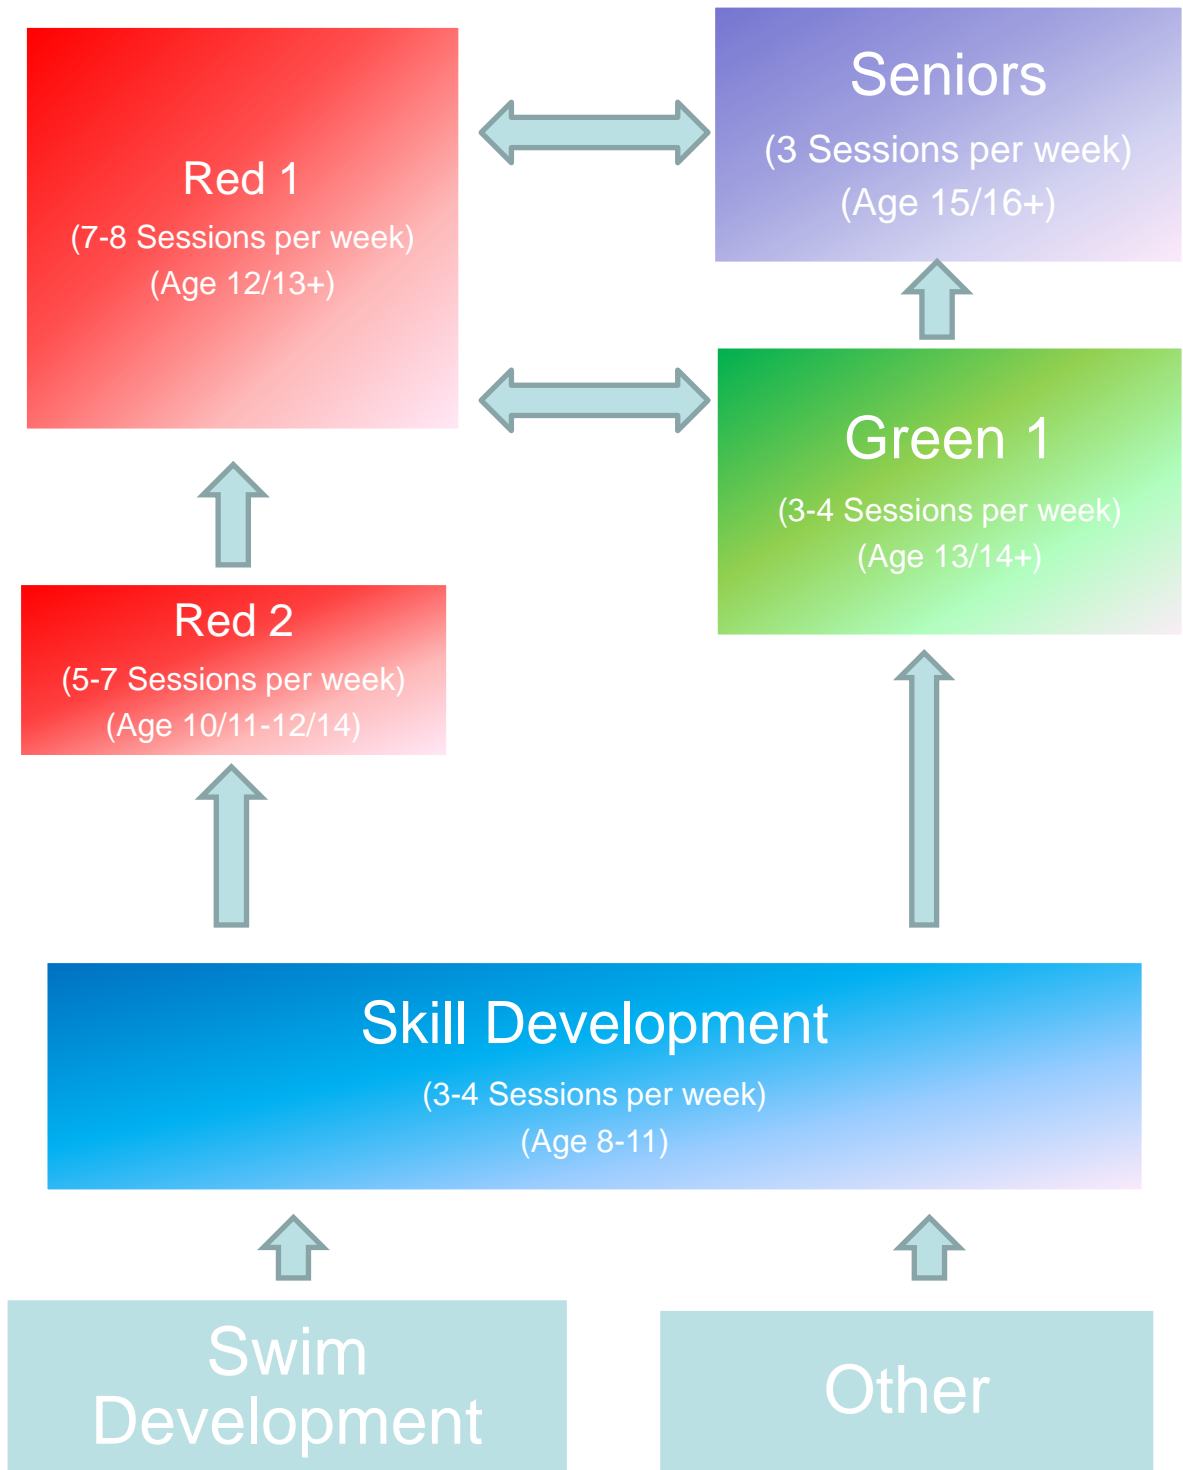 Seniors
(3 Sessions per week)
(Age 15/16+)
Red 1
(7-8 Sessions per week)
(Age 12/13+)
Green 1
(3-4 Sessions per week)
(Age 13/14+)
Red 2
(5-7 Sessions per week)
(Age 10/11-12/14)
Skill Development
(3-4 Sessions per week)
(Age 8-11)
Swim
Development
Other